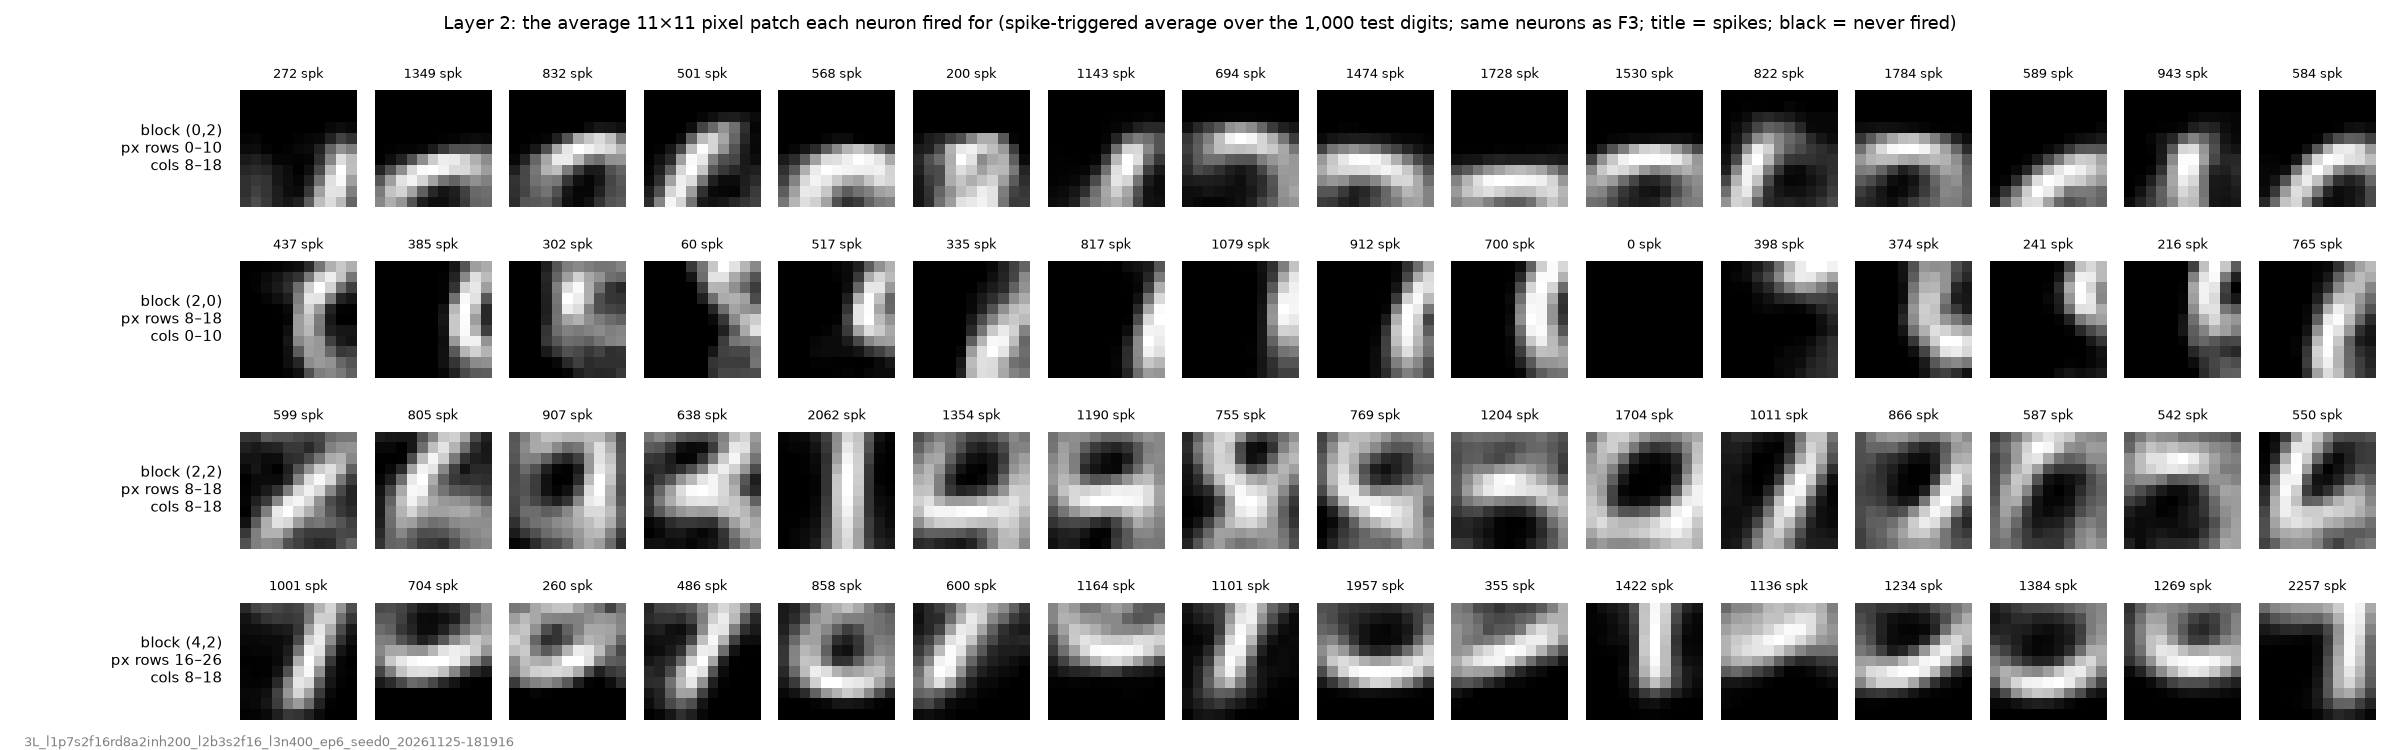 Layer 2: the average 11×11 pixel patch each neuron fired for (spike-triggered average over the 1,000 test digits; same neurons as F3; title = spikes; black = never fired)
272 spk 1349 spk 832 spk 501 spk 568 spk 200 spk 1143 spk 694 spk 1474 spk 1728 spk 1530 spk 822 spk 1784 spk 589 spk 943 spk 584 spk
block (0,2)
px rows 0–10
cols 8–18
437 spk 385 spk 302 spk 60 spk 517 spk 335 spk 817 spk 1079 spk 912 spk 700 spk 0 spk 398 spk 374 spk 241 spk 216 spk 765 spk
block (2,0)
px rows 8–18
cols 0–10
599 spk 805 spk 907 spk 638 spk 2062 spk 1354 spk 1190 spk 755 spk 769 spk 1204 spk 1704 spk 1011 spk 866 spk 587 spk 542 spk 550 spk
block (2,2)
px rows 8–18
cols 8–18
1001 spk 704 spk 260 spk 486 spk 858 spk 600 spk 1164 spk 1101 spk 1957 spk 355 spk 1422 spk 1136 spk 1234 spk 1384 spk 1269 spk 2257 spk
block (4,2)
px rows 16–26
cols 8–18
3L_l1p7s2f16rd8a2inh200_l2b3s2f16_l3n400_ep6_seed0_20261125-181916